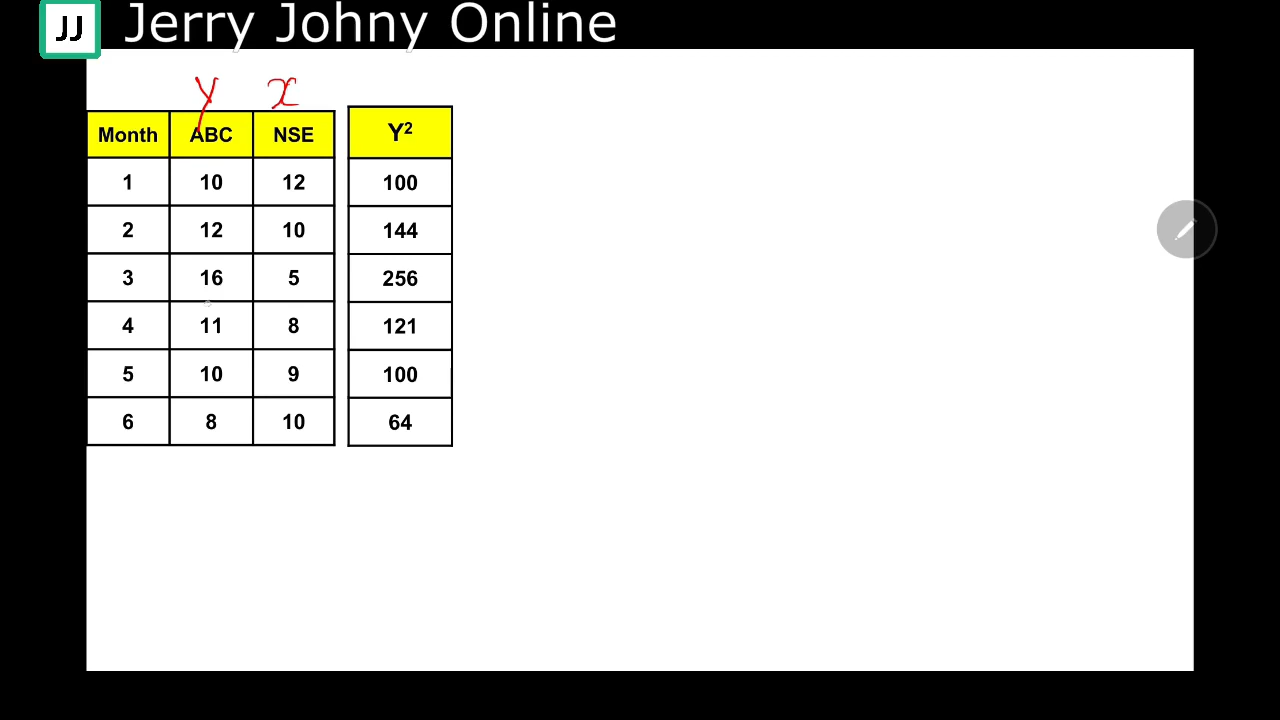 JJ Jerry Johny Online
y x
Month ABC NSE Y²
1 10 12 100
2 12 10 144
3 16 5 256
4 11 8 121
5 10 9 100
6 8 10 64